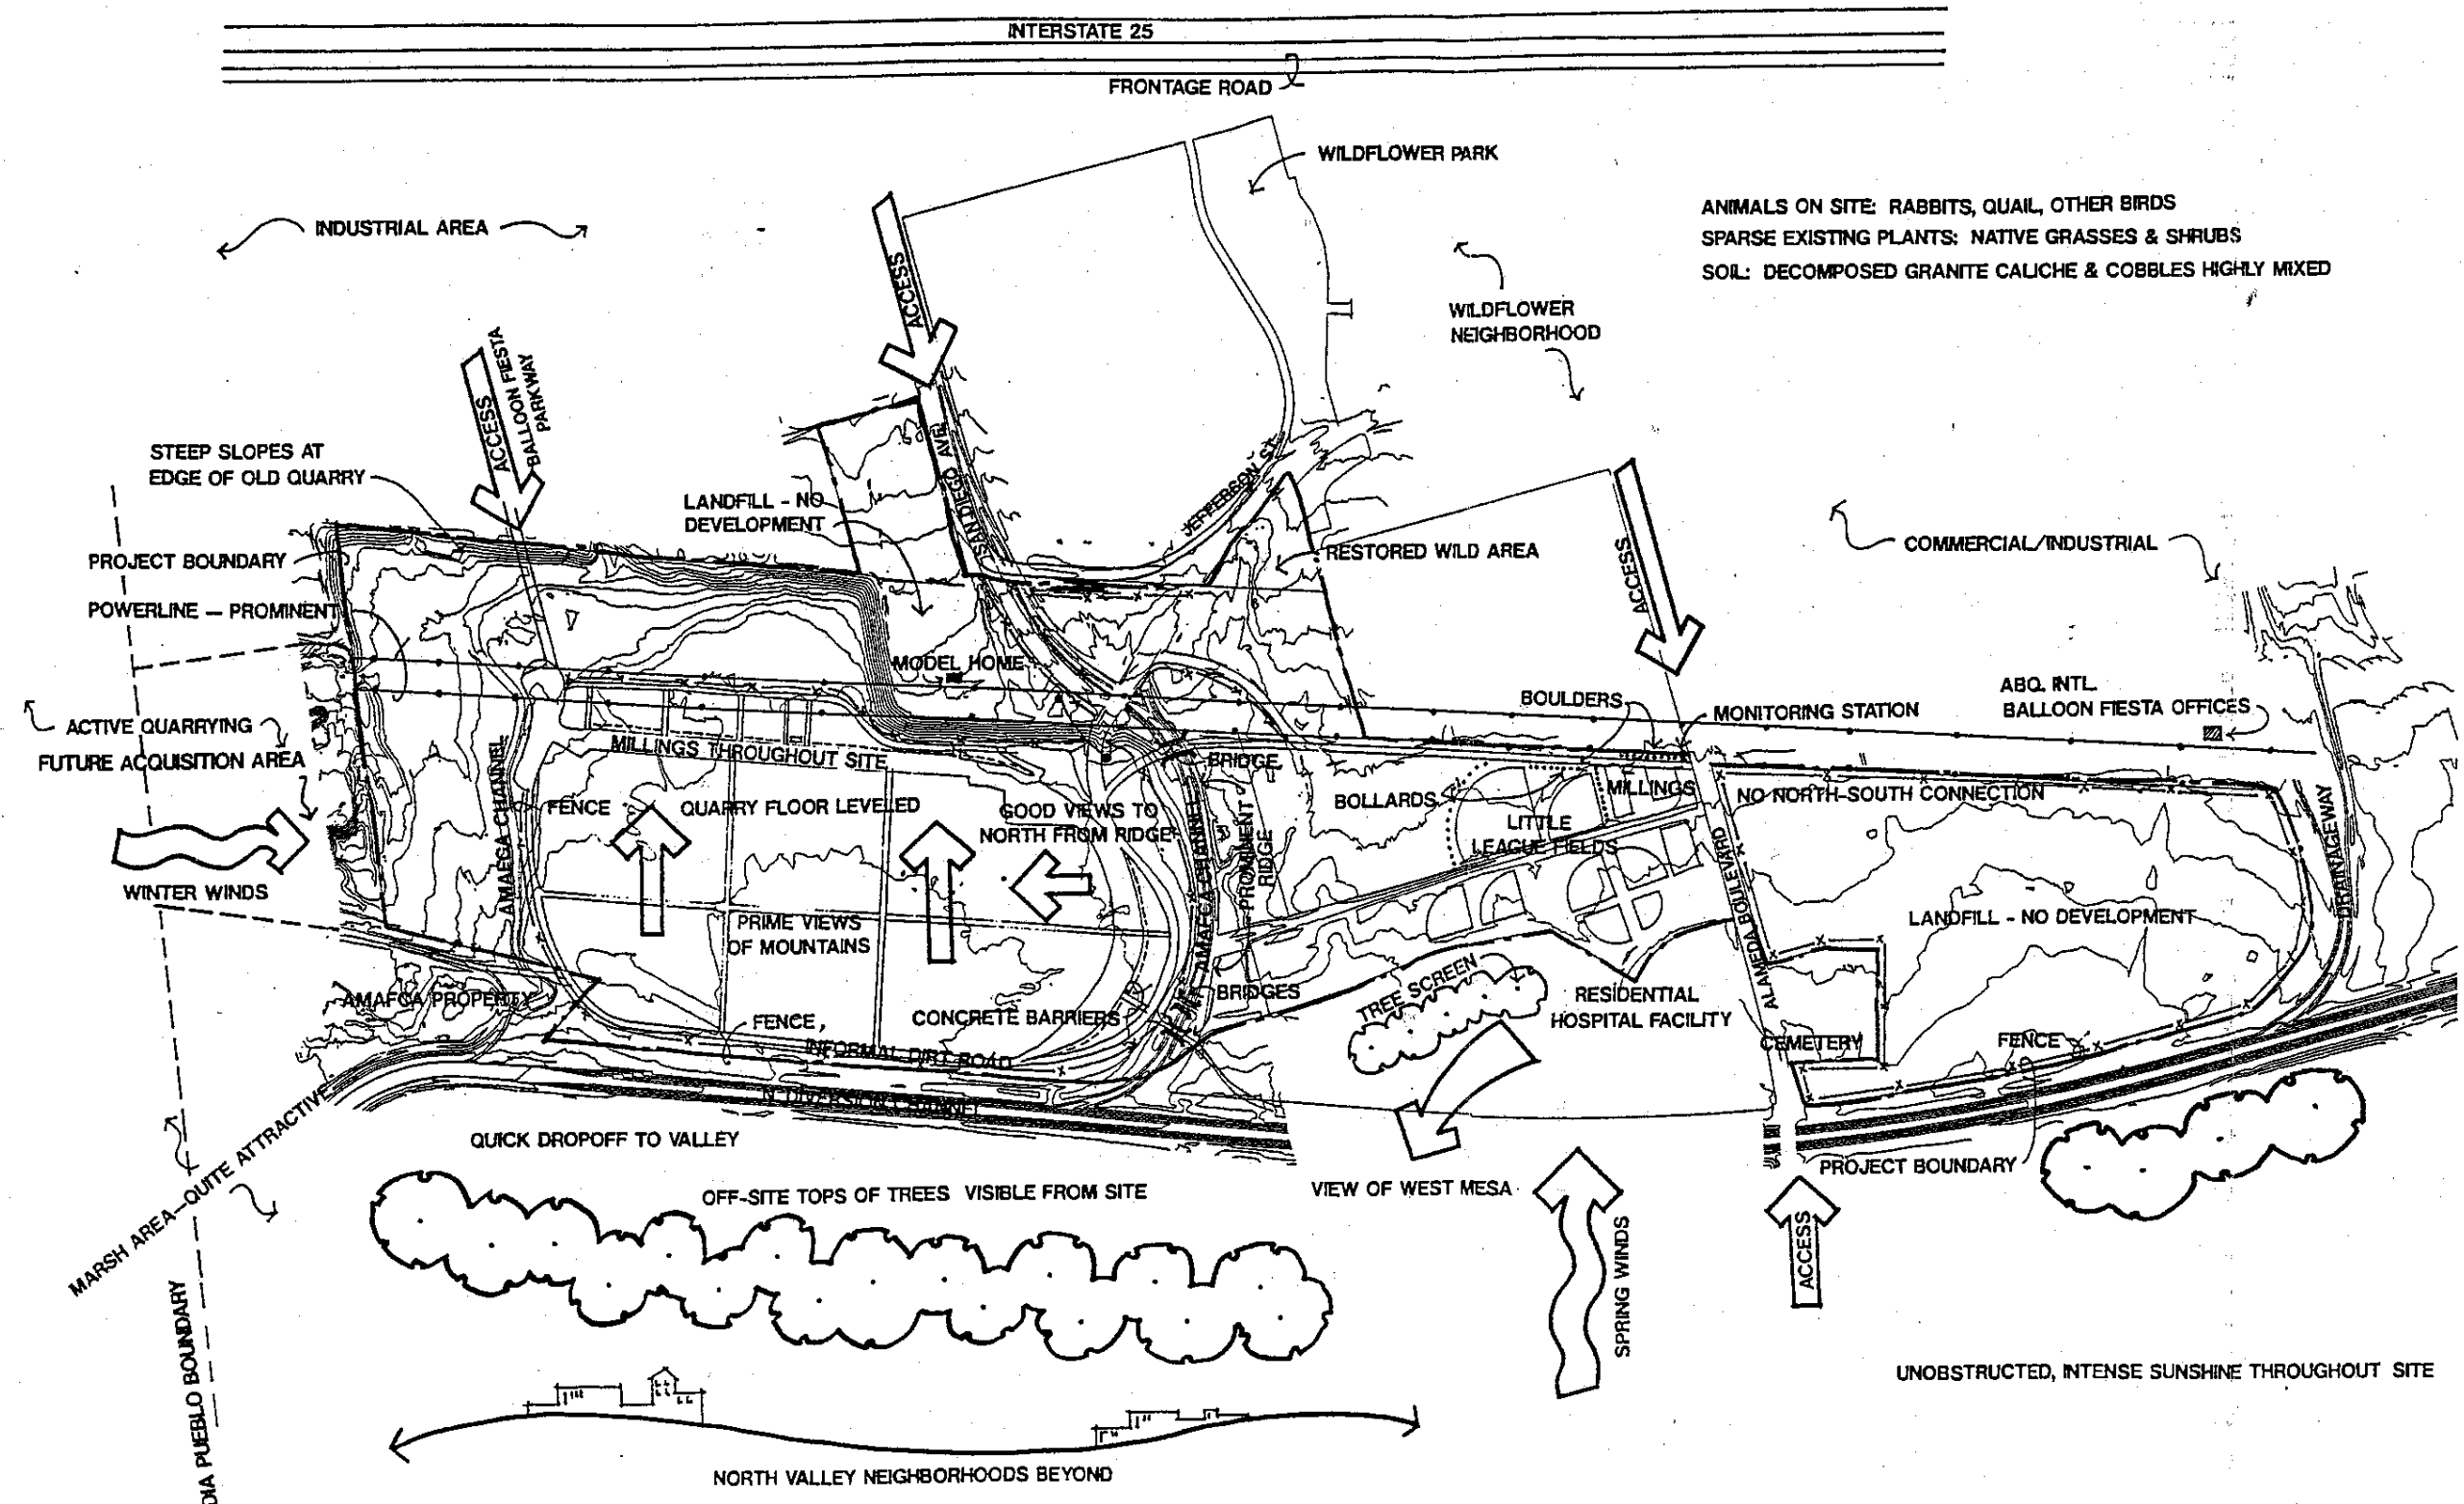 INTERSTATE 25
FRONTAGE ROAD
WILDFLOWER PARK
ANIMALS ON SITE: RABBITS, QUAIL, OTHER BIRDS
SPARSE EXISTING PLANTS: NATIVE GRASSES & SHRUBS
SOIL: DECOMPOSED GRANITE CALICHE & COBBLES HIGHLY MIXED
INDUSTRIAL AREA
ACCESS
WILDFLOWER
NEIGHBORHOOD
ACCESS
BALLOON FIESTA
PARKWAY
STEEP SLOPES AT
EDGE OF OLD QUARRY
LANDFILL - NO
DEVELOPMENT
SAN DIEGO AVE
JEFFERSON ST.
RESTORED WILD AREA
ACCESS
COMMERCIAL/INDUSTRIAL
PROJECT BOUNDARY
POWERLINE - PROMINENT
MODEL HOME
BOULDERS
MONITORING STATION
ABQ. INTL.
BALLOON FIESTA OFFICES
ACTIVE QUARRYING
FUTURE ACQUISITION AREA
AMAFCA CHANNEL
MILLINGS THROUGHOUT SITE
BRIDGE
FENCE
QUARRY FLOOR LEVELED
GOOD VIEWS TO
NORTH FROM RIDGE
AMAFCA CHANNEL
PROMINENT
RIDGE
BOLLARDS
MILLINGS
LITTLE
LEAGUE FIELDS
NO NORTH-SOUTH CONNECTION
DRAINAGEWAY
WINTER WINDS
PRIME VIEWS
OF MOUNTAINS
AMAFCA CHANNEL
ALAMEDA BOULEVARD
LANDFILL - NO DEVELOPMENT
AMAFCA PROPERTY
FENCE,
CONCRETE BARRIERS
BRIDGES
TREE SCREEN
RESIDENTIAL
HOSPITAL FACILITY
INFORMAL DIRT ROAD
CEMETERY
FENCE
N. DIVERSION CHANNEL
MARSH AREA-QUITE ATTRACTIVE
QUICK DROPOFF TO VALLEY
PROJECT BOUNDARY
OFF-SITE TOPS OF TREES VISIBLE FROM SITE
VIEW OF WEST MESA
SPRING WINDS
ACCESS
PUEBLO BOUNDARY
UNOBSTRUCTED, INTENSE SUNSHINE THROUGHOUT SITE
NORTH VALLEY NEIGHBORHOODS BEYOND